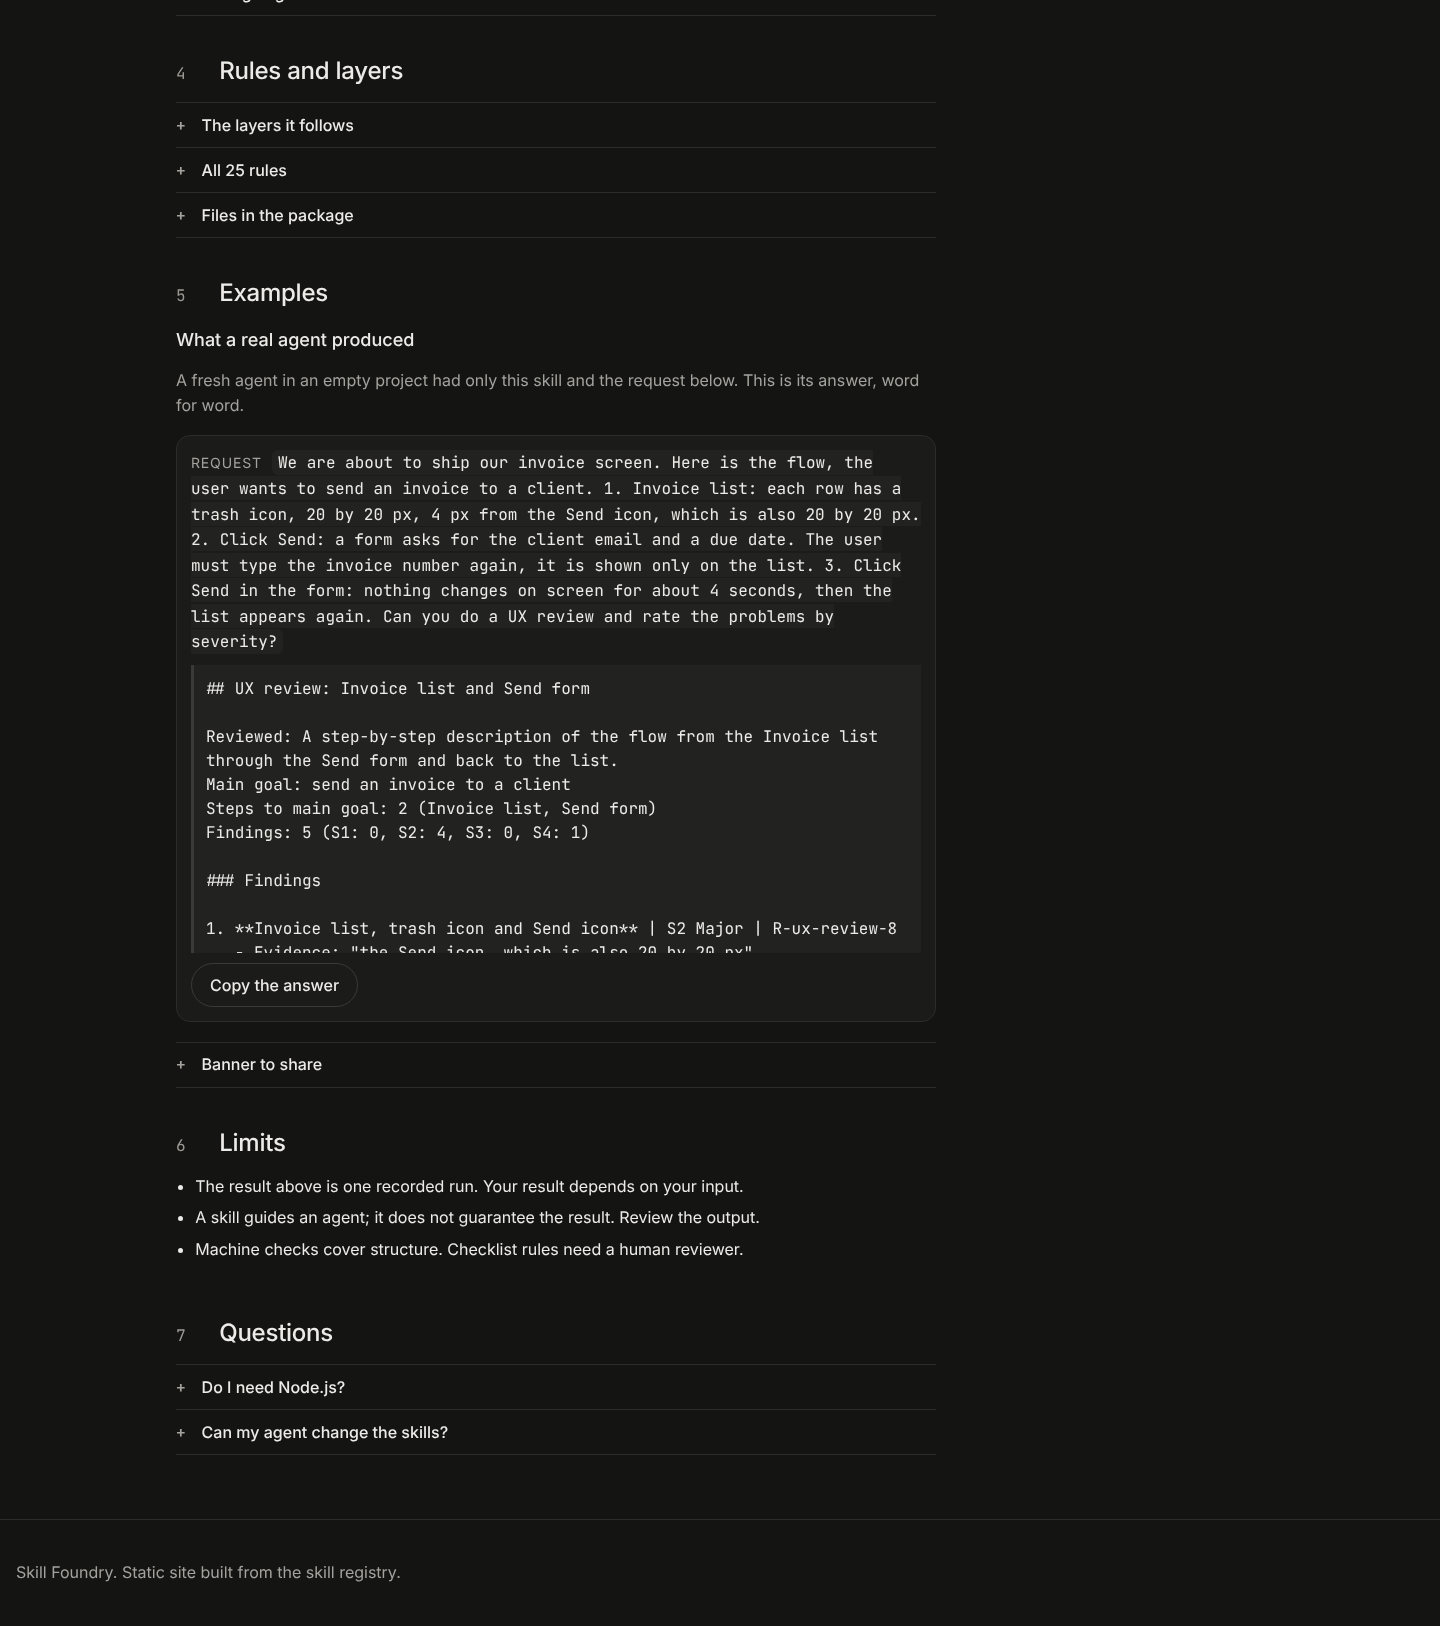 4 Rules and layers
+ The layers it follows
+ All 25 rules
+ Files in the package
5 Examples
What a real agent produced
A fresh agent in an empty project had only this skill and the request below. This is its answer, word
for word.
REQUEST We are about to ship our invoice screen. Here is the flow, the
user wants to send an invoice to a client. 1. Invoice list: each row has a
trash icon, 20 by 20 px, 4 px from the Send icon, which is also 20 by 20 px.
2. Click Send: a form asks for the client email and a due date. The user
must type the invoice number again, it is shown only on the list. 3. Click
Send in the form: nothing changes on screen for about 4 seconds, then the
list appears again. Can you do a UX review and rate the problems by
severity?
## UX review: Invoice list and Send form
Reviewed: A step-by-step description of the flow from the Invoice list
through the Send form and back to the list.
Main goal: send an invoice to a client
Steps to main goal: 2 (Invoice list, Send form)
Findings: 5 (S1: 0, S2: 4, S3: 0, S4: 1)
### Findings
1. **Invoice list, trash icon and Send icon** | S2 Major | R-ux-review-8
- Evidence: "the Send icon, which is also 20 by 20 px"
Copy the answer
+ Banner to share
6 Limits
• The result above is one recorded run. Your result depends on your input.
• A skill guides an agent; it does not guarantee the result. Review the output.
• Machine checks cover structure. Checklist rules need a human reviewer.
7 Questions
+ Do I need Node.js?
+ Can my agent change the skills?
Skill Foundry. Static site built from the skill registry.